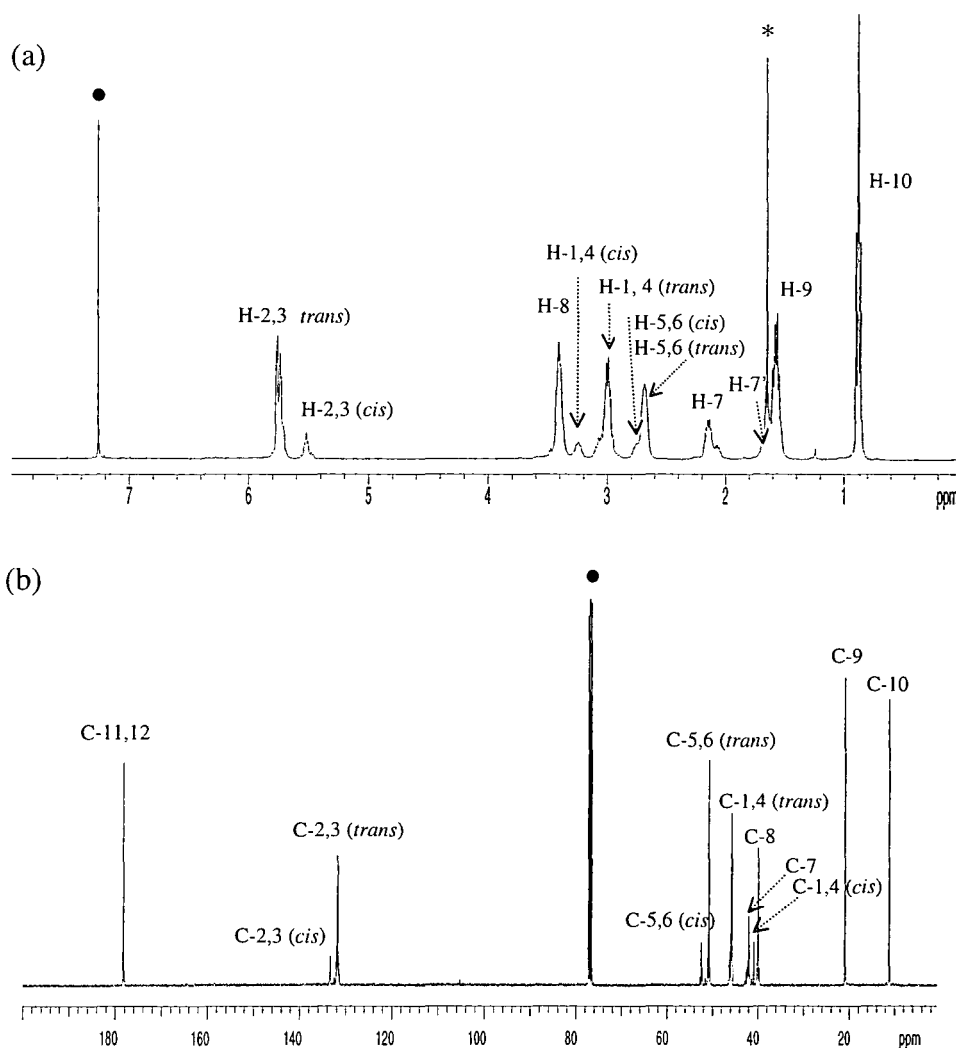 (a)
*
●
H-10
H-1,4 (cis)
H-8
H-1, 4 (trans)
H-9
H-2,3 trans)
H-5,6 (cis)
H-5,6 (trans)
H-2,3 (cis)
H-7
H-7'
7 6 5 4 3 2 1 ppm
(b)
●
C-9
C-10
C-11,12
C-5,6 (trans)
C-2,3 (trans)
C-1,4 (trans)
C-8
C-7
C-1,4 (cis)
C-2,3 (cis)
C-5,6 (cis)
180 160 140 120 100 80 60 40 20 ppm